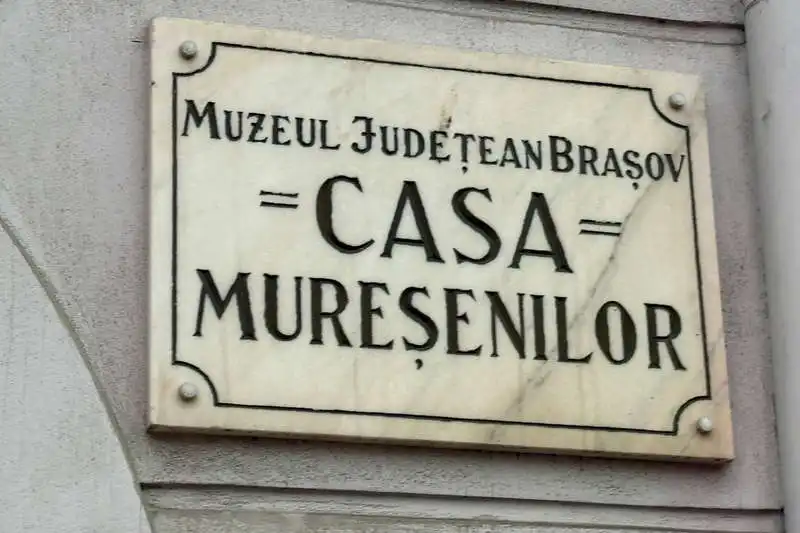 MUZEUL JUDEȚEAN BRAȘOV
= CASA =
MUREȘENILOR